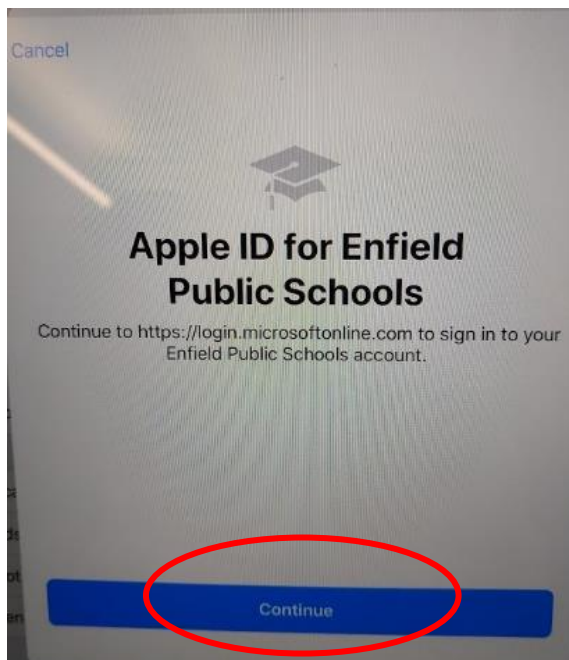 Cancel
Apple ID for Enfield
Public Schools
Continue to https://login.microsoftonline.com to sign in to your
Enfield Public Schools account.
Continue